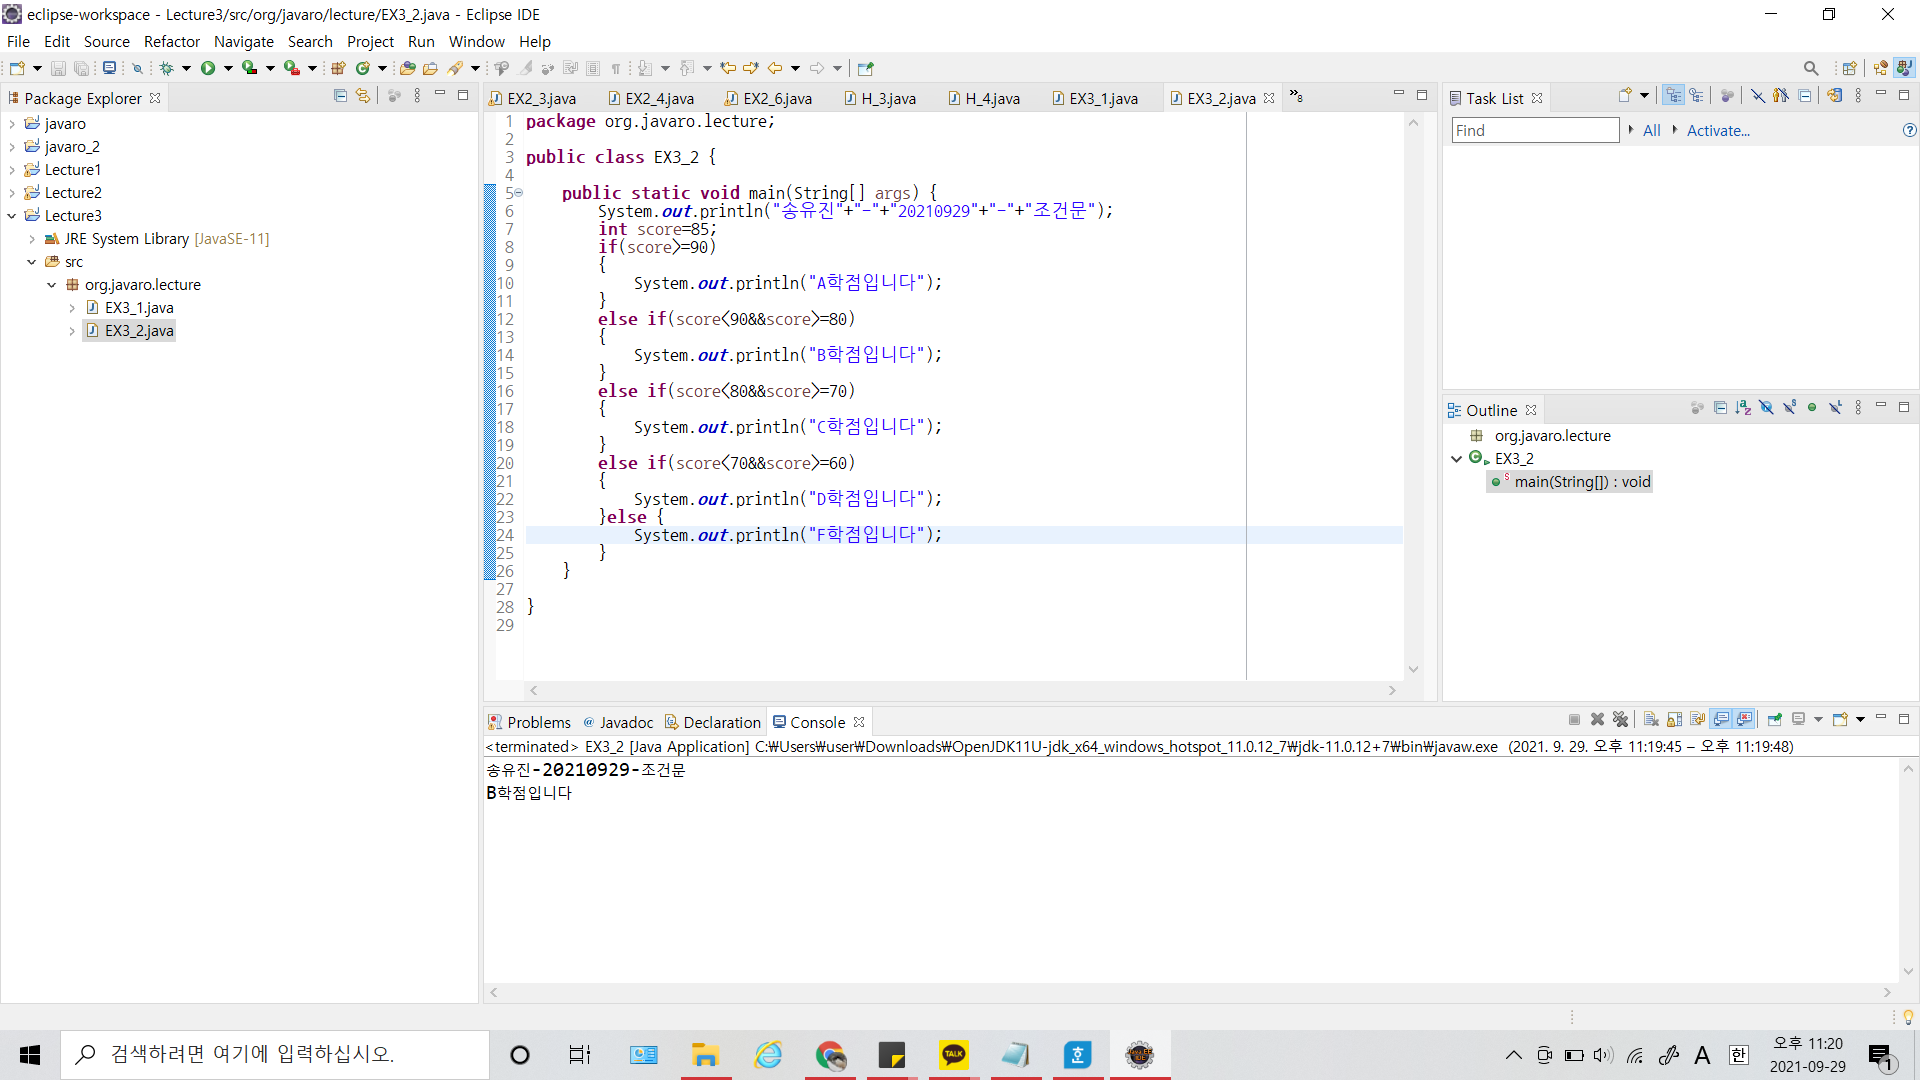 eclipse-workspace - Lecture3/src/org/javaro/lecture/EX3_2.java - Eclipse IDE
File Edit Source Refactor Navigate Search Project Run Window Help
Package Explorer
javaro
javaro_2
Lecture1
Lecture2
Lecture3
JRE System Library [JavaSE-11]
src
org.javaro.lecture
EX3_1.java
EX3_2.java
EX2_3.java EX2_4.java EX2_6.java H_3.java H_4.java EX3_1.java EX3_2.java »8
1 package org.javaro.lecture;
2
3 public class EX3_2 {
4
5 public static void main(String[] args) {
6 System.out.println("송유진"+"-"+"20210929"+"-"+"조건문");
7 int score=85;
8 if(score>=90)
9 {
10 System.out.println("A학점입니다");
11 }
12 else if(score<90&&score>=80)
13 {
14 System.out.println("B학점입니다");
15 }
16 else if(score<80&&score>=70)
17 {
18 System.out.println("C학점입니다");
19 }
20 else if(score<70&&score>=60)
21 {
22 System.out.println("D학점입니다");
23 }else {
24 System.out.println("F학점입니다");
25 }
26 }
27
28 }
29
Task List
Find All Activate...
Outline
org.javaro.lecture
EX3_2
main(String[]) : void
Problems @ Javadoc Declaration Console
<terminated> EX3_2 [Java Application] C:₩Users₩user₩Downloads₩OpenJDK11U-jdk_x64_windows_hotspot_11.0.12_7₩jdk-11.0.12+7₩bin₩javaw.exe (2021. 9. 29. 오후 11:19:45 – 오후 11:19:48)
송유진-20210929-조건문
B학점입니다
검색하려면 여기에 입력하십시오.
TALK
A 한
오후 11:20
2021-09-29
1